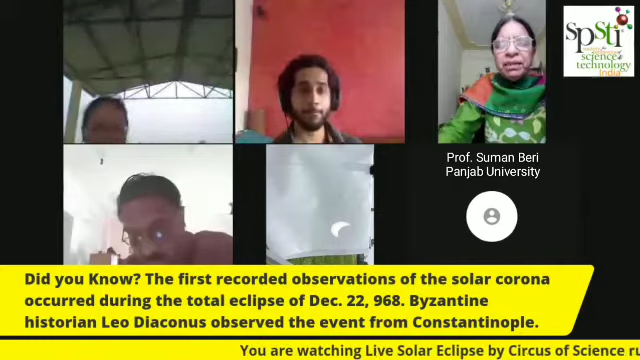 spsti
science&
technology
India
Prof. Suman Beri
Panjab University
Did you Know? The first recorded observations of the solar corona
occurred during the total eclipse of Dec. 22, 968. Byzantine
historian Leo Diaconus observed the event from Constantinople.
You are watching Live Solar Eclipse by Circus of Science ru